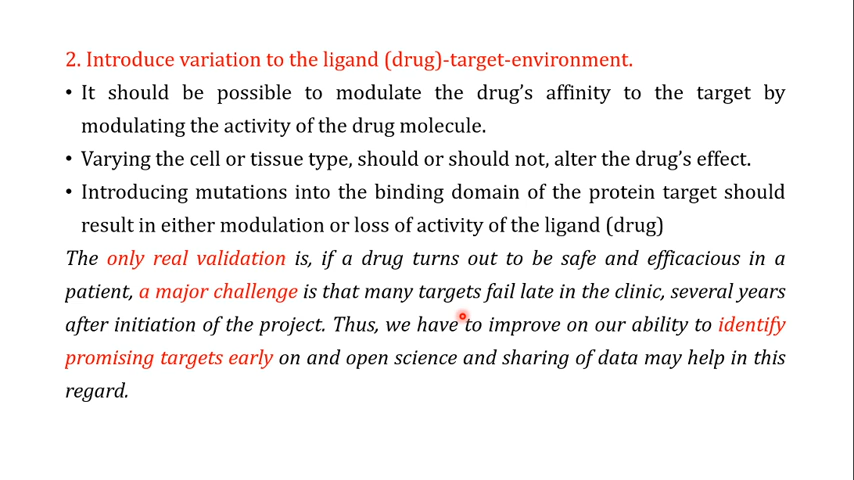 2. Introduce variation to the ligand (drug)-target-environment.
• It should be possible to modulate the drug’s affinity to the target by
modulating the activity of the drug molecule.
• Varying the cell or tissue type, should or should not, alter the drug’s effect.
• Introducing mutations into the binding domain of the protein target should
result in either modulation or loss of activity of the ligand (drug)
The only real validation is, if a drug turns out to be safe and efficacious in a
patient, a major challenge is that many targets fail late in the clinic, several years
after initiation of the project. Thus, we have to improve on our ability to identify
promising targets early on and open science and sharing of data may help in this
regard.